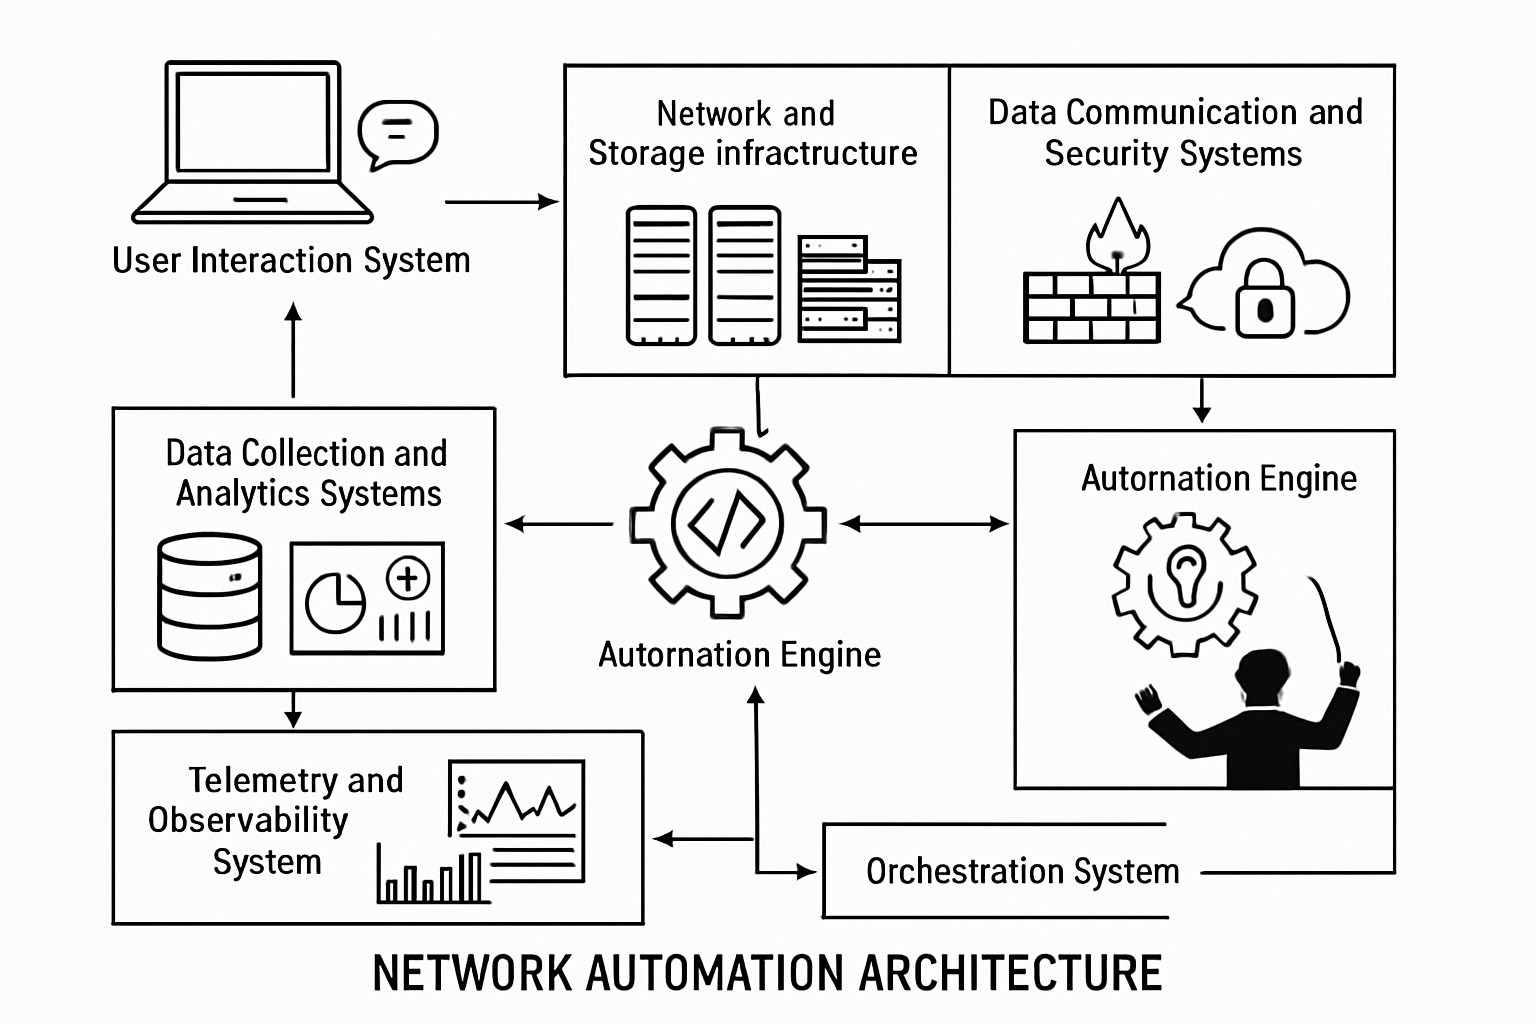 User Interaction System
Network and
Storage infractructure
Data Communication and
Security Systems
Data Collection and
Analytics Systems
Autornation Engine
Autornation Engine
Telemetry and
Observability
System
Orchestration System
NETWORK AUTOMATION ARCHITECTURE